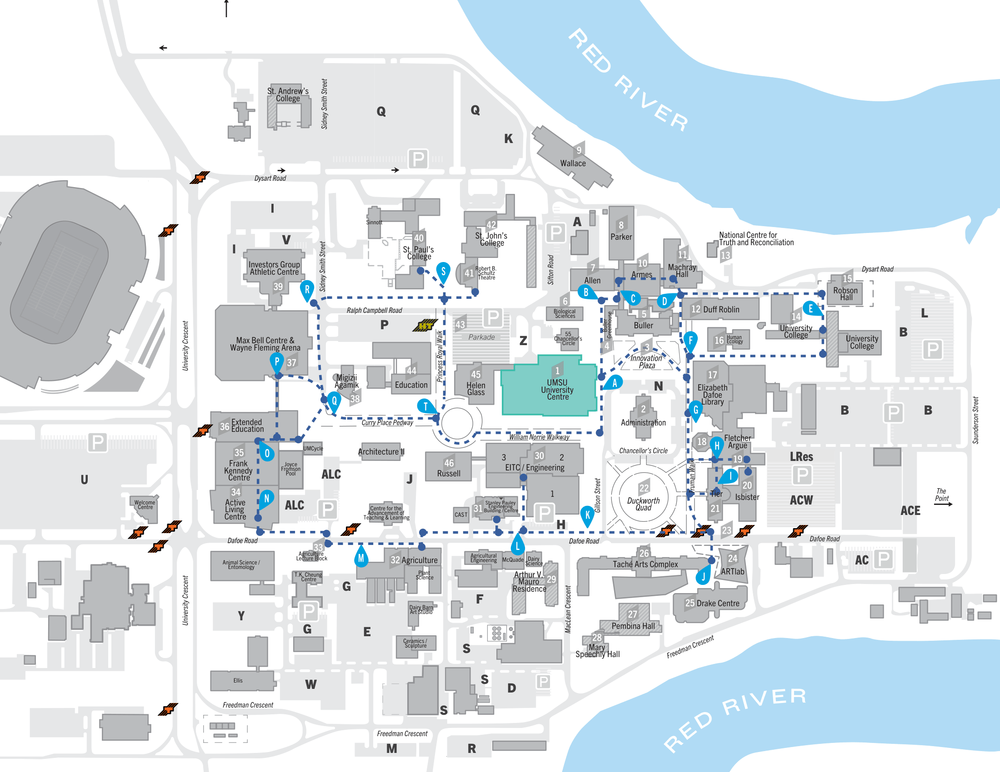 RED RIVER
St. Andrew's
College
Sidney Smith Street
Q
Q
K
9
Wallace
P
Dysart Road
I
V
I
Investors Group
Athletic Centre
39
R
Sidney Smith Street
Sinnott
40
St. Paul's
College
S
42
St. John's
College
41
Robert B.
Schultz
Theatre
Sifton Road
P
A
8
Parker
7
Allen
10
Armes
11
Machray
Hall
National Centre for
Truth and Reconciliation
13
Dysart Road
15
Robson
Hall
B
C
D
E
6
Biological
Sciences
5
Buller
Buller
Greenhouse
4
12 Duff Roblin
14
University
College
University
College
16
Human
Ecology
L
B
P
Ralph Campbell Road
P
HT
43
P
Parkade
Z
55
Chancellor's
Circle
3
Innovation
Plaza
F
University Crescent
Max Bell Centre &
Wayne Fleming Arena
P
37
Princess Royal Walk
44
Education
Migizii
Agamik
38
Q
45
Helen
Glass
1
UMSU
University
Centre
A
N
2
Administration
17
Elizabeth
Dafoe
Library
G
B
P
B
Saunderson Street
T
Curry Place Pedway
William Norrie Walkway
36
Extended
Education
P
U
O
UMCycle
35
Frank
Kennedy
Centre
Joyce
Fromson
Pool
Architecture II
46
Russell
3
30
2
EITC / Engineering
1
Chancellor's Circle
18
Fletcher
Argue
H
19
LRes
P
ALC
J
22
Duckworth
Quad
Truman Walk
I
Tier
20
Isbister
21
ACW
ACE
The
Point
34
Active
Living
Centre
N
ALC
P
Welcome
Centre
Centre for the
Advancement of
Teaching & Learning
CAST
31
Stanley Pauley
Engineering
Building / Centre
P
H
K
Gillson Street
23
Dafoe Road
33
Agriculture
Lecture Block
M
32 Agriculture
L
Dafoe Road
Dafoe Road
Animal Science /
Entomology
T.K. Cheung
Centre
Plant
Science
Agricultural
Engineering
McQuade
Dairy
Science
Arthur V.
Mauro
Residence
29
26
Taché Arts Complex
J
24
ARTlab
AC
P
University Crescent
G
P
Y
G
E
Dairy Barn
Art Studio
F
MacLean Crescent
25 Drake Centre
27
Pembina Hall
28
Mary
Speechly Hall
Freedman Crescent
Ceramics /
Sculpture
S
Ellis
W
S
D
P
Freedman Crescent
S
Freedman Crescent
M
R
RED RIVER